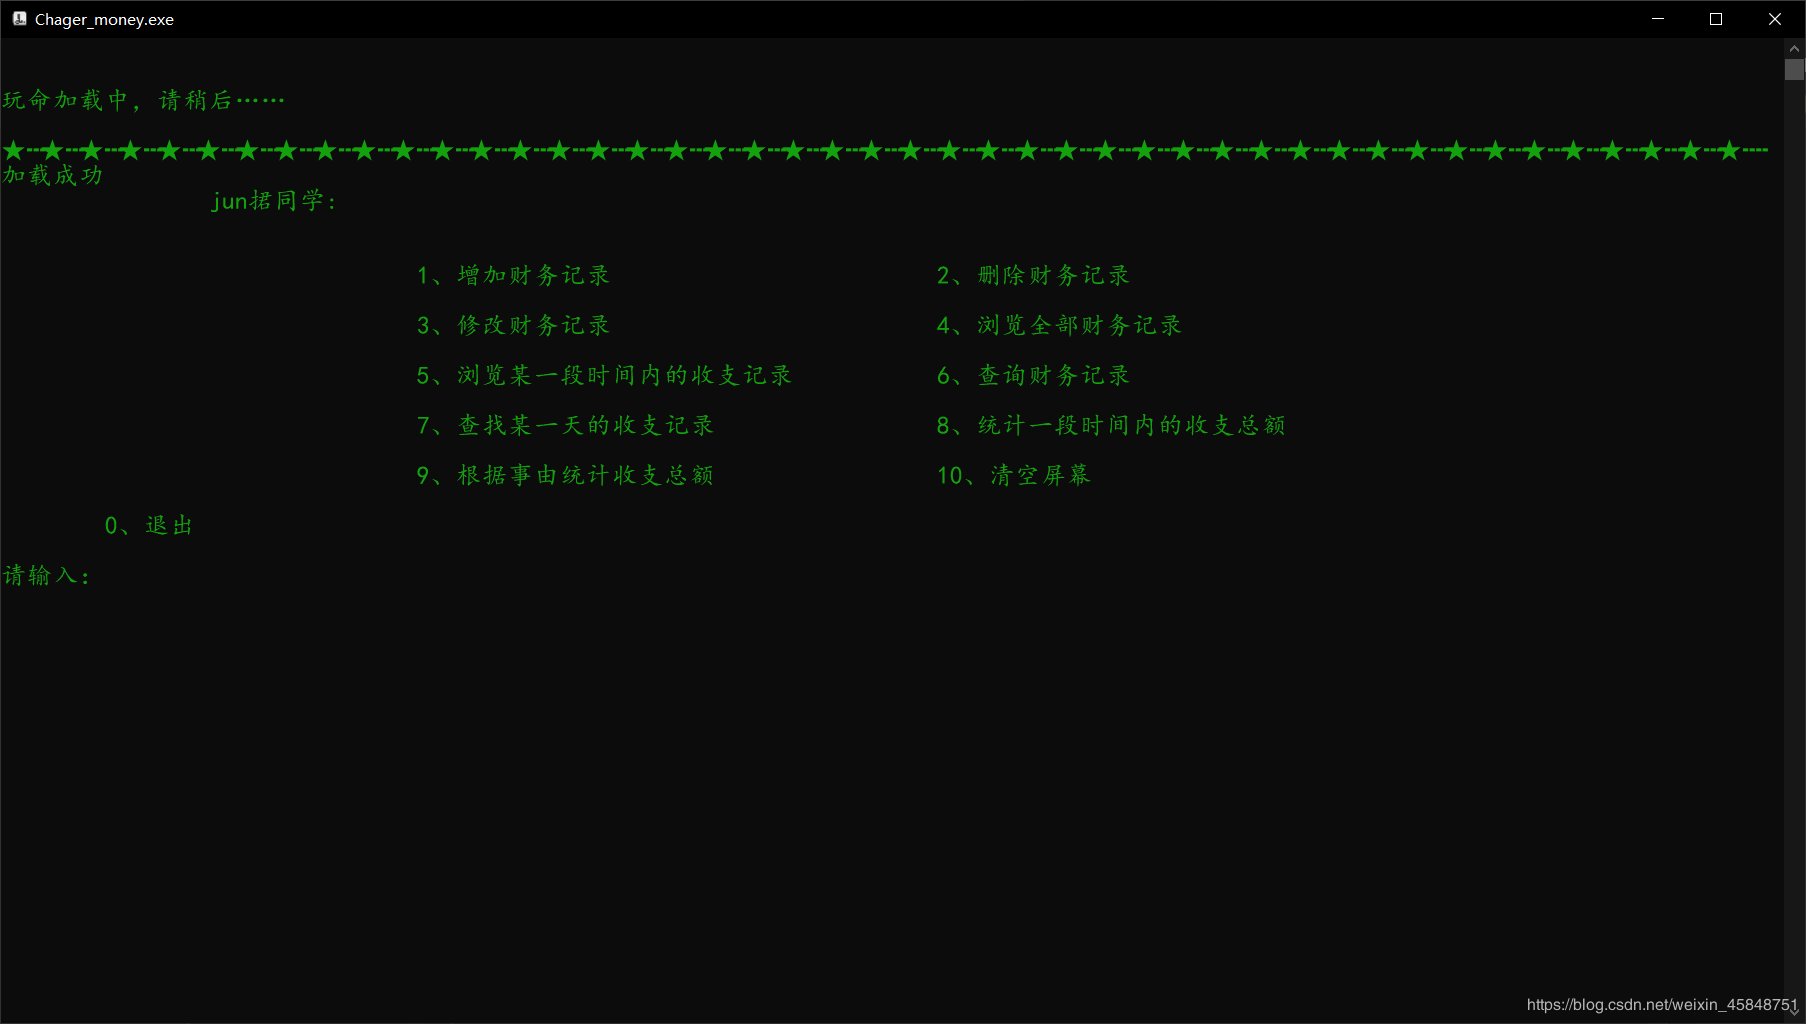 Chager_money.exe
玩命加载中，请稍后……
★┄★┄★┄★┄★┄★┄★┄★┄★┄★┄★┄★┄★┄★┄★┄★┄★┄★┄★┄★┄★┄★┄★┄★┄★┄★┄★┄★┄★┄★┄★┄★┄★┄★┄★┄★┄★┄★┄★┄★┄★┄★┄★┄★┄★┄┄
加载成功
jun珺同学：
1、增加财务记录 2、删除财务记录
3、修改财务记录 4、浏览全部财务记录
5、浏览某一段时间内的收支记录 6、查询财务记录
7、查找某一天的收支记录 8、统计一段时间内的收支总额
9、根据事由统计收支总额 10、清空屏幕
0、退出
请输入：
https://blog.csdn.net/weixin_45848751